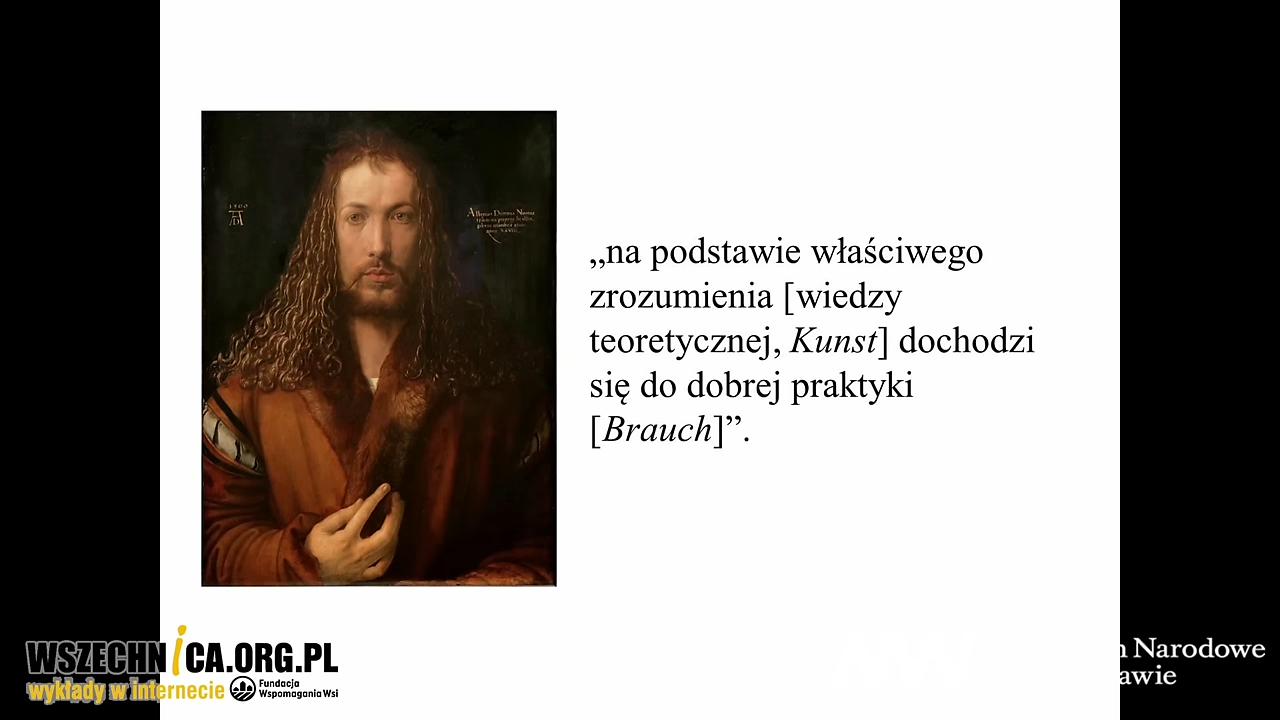 1500
AD
„na podstawie właściwego
zrozumienia [wiedzy
teoretycznej, Kunst] dochodzi
się do dobrej praktyki
[Brauch]”.
WSZECHNICA.ORG.PL
wykłady w internecie
Fundacja
Wspomagania Wsi
Narodowe
awie